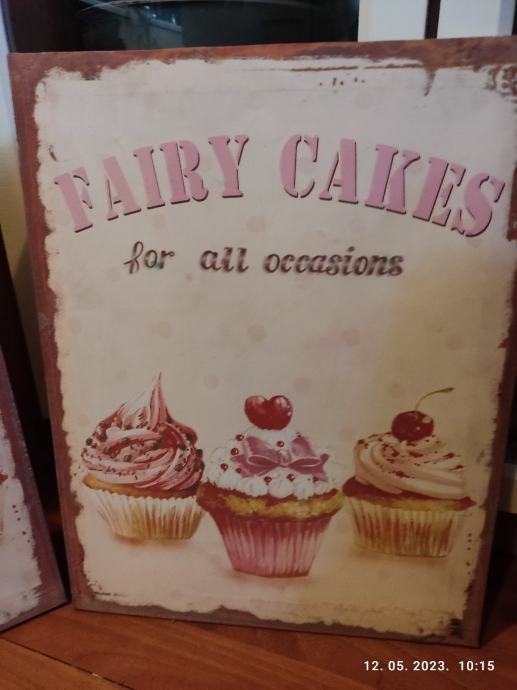 FAIRY CAKES
for all occasions
12. 05. 2023. 10:15